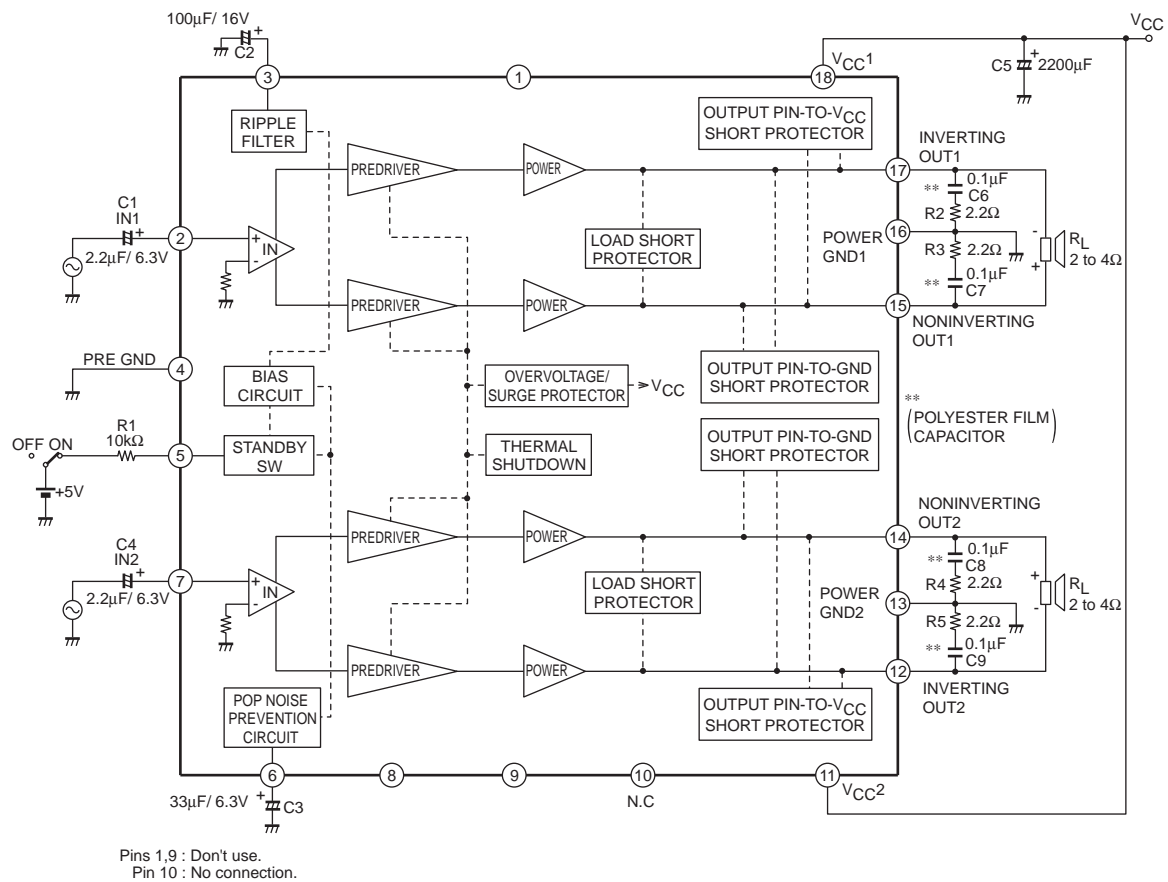 100μF/ 16V
+
C2
VCC
3
1
18
VCC1
C5
+
2200μF
RIPPLE
FILTER
OUTPUT PIN-TO-VCC
SHORT PROTECTOR
INVERTING
OUT1
PREDRIVER
POWER
17
**
0.1μF
C6
R2
2.2Ω
C1
IN1
+
2.2μF/ 6.3V
2
+
-
IN
LOAD SHORT
PROTECTOR
POWER
GND1
16
R3
2.2Ω
-
+
RL
2 to 4Ω
**
0.1μF
C7
PREDRIVER
POWER
15
NONINVERTING
OUT1
PRE GND
4
BIAS
CIRCUIT
OVERVOLTAGE/
SURGE PROTECTOR
VCC
OUTPUT PIN-TO-GND
SHORT PROTECTOR
**
(POLYESTER FILM)
CAPACITOR
OFF ON
R1
10kΩ
5
STANDBY
SW
THERMAL
SHUTDOWN
OUTPUT PIN-TO-GND
SHORT PROTECTOR
+5V
NONINVERTING
OUT2
PREDRIVER
POWER
14
**
0.1μF
C8
R4
2.2Ω
C4
IN2
+
2.2μF/ 6.3V
7
+
-
IN
LOAD SHORT
PROTECTOR
POWER
GND2
13
R5
2.2Ω
+
-
RL
2 to 4Ω
**
0.1μF
C9
PREDRIVER
POWER
12
INVERTING
OUT2
POP NOISE
PREVENTION
CIRCUIT
OUTPUT PIN-TO-VCC
SHORT PROTECTOR
6
8
9
10
11
N.C
VCC2
33μF/ 6.3V
+
C3
Pins 1,9 : Don't use.
Pin 10 : No connection.